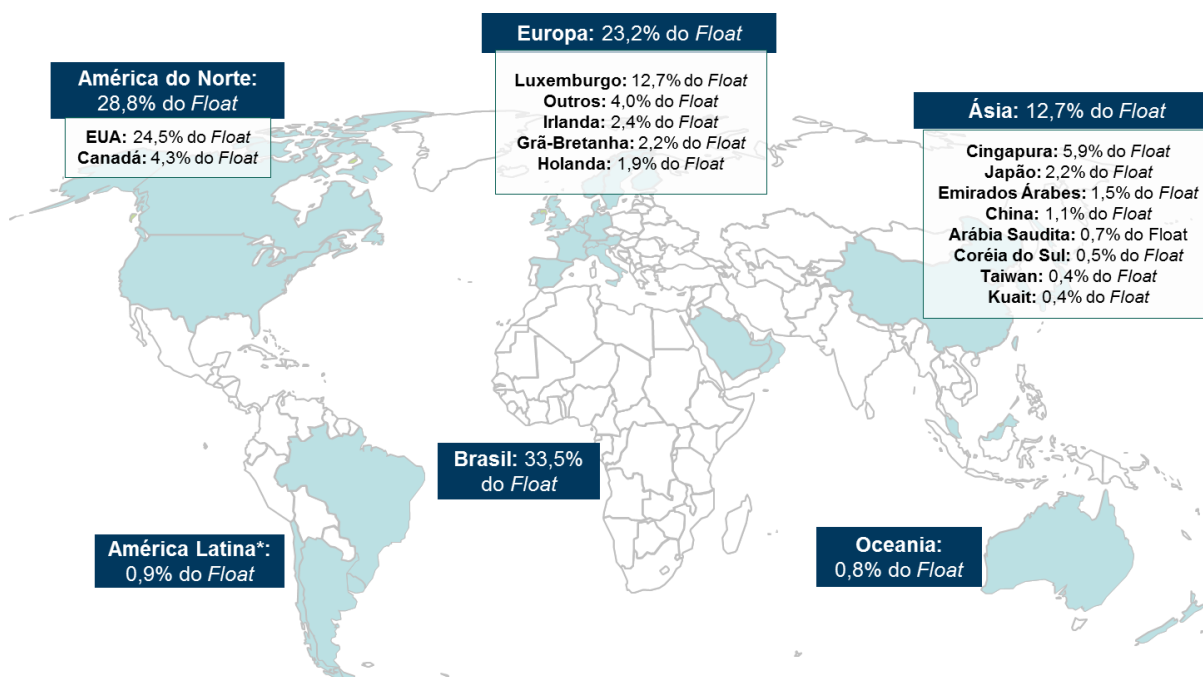 América do Norte:
28,8% do Float
EUA: 24,5% do Float
Canadá: 4,3% do Float
Europa: 23,2% do Float
Luxemburgo: 12,7% do Float
Outros: 4,0% do Float
Irlanda: 2,4% do Float
Grã-Bretanha: 2,2% do Float
Holanda: 1,9% do Float
Ásia: 12,7% do Float
Cingapura: 5,9% do Float
Japão: 2,2% do Float
Emirados Árabes: 1,5% do Float
China: 1,1% do Float
Arábia Saudita: 0,7% do Float
Coréia do Sul: 0,5% do Float
Taiwan: 0,4% do Float
Kuait: 0,4% do Float
Brasil: 33,5%
do Float
América Latina*:
0,9% do Float
Oceania:
0,8% do Float